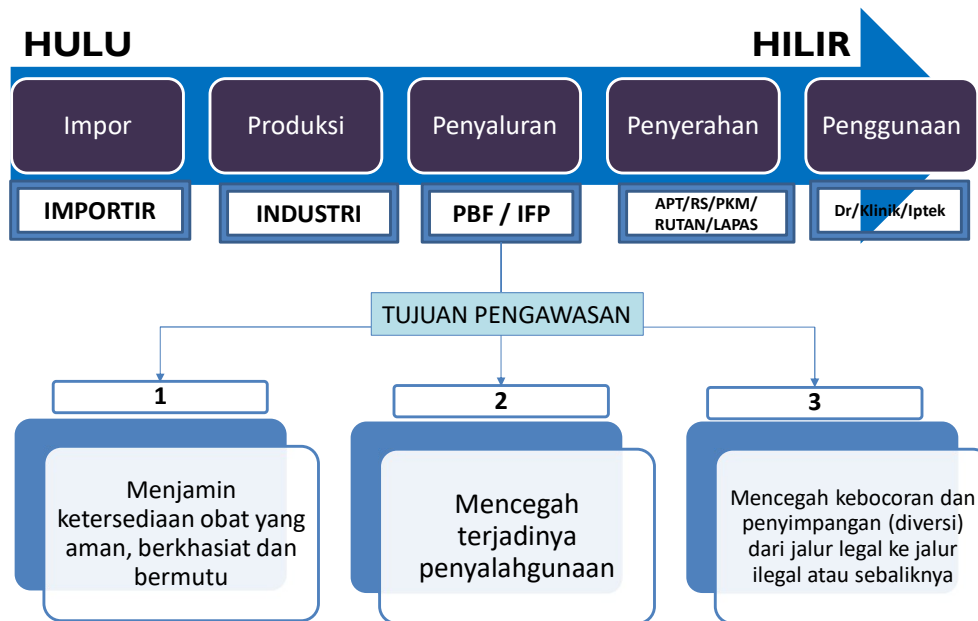 HULU
HILIR
Impor
Produksi
Penyaluran
Penyerahan
Penggunaan
IMPORTIR
INDUSTRI
PBF / IFP
APT/RS/PKM/
RUTAN/LAPAS
Dr/Klinik/Iptek
TUJUAN PENGAWASAN
1
2
3
Menjamin
ketersediaan obat yang
aman, berkhasiat dan
bermutu
Mencegah
terjadinya
penyalahgunaan
Mencegah kebocoran dan
penyimpangan (diversi)
dari jalur legal ke jalur
ilegal atau sebaliknya